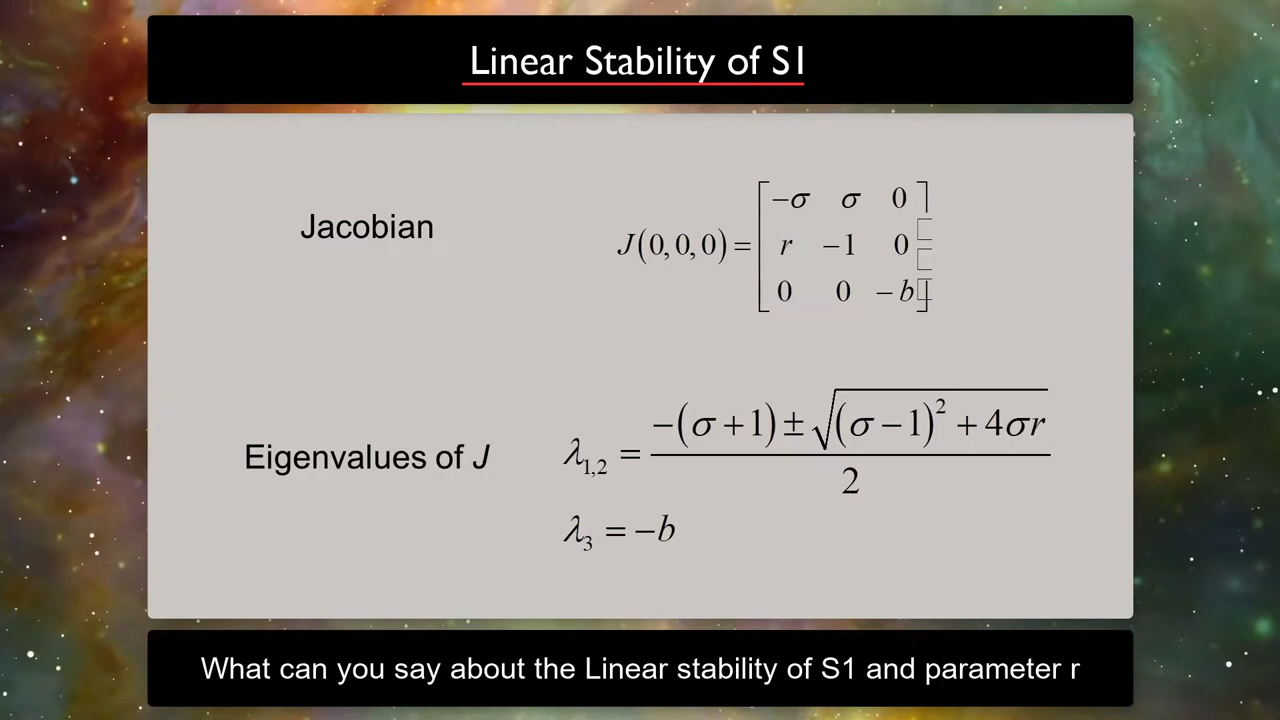 Linear Stability of S1
Jacobian
J(0,0,0) = [ −σ σ 0
r −1 0
0 0 −b ]
Eigenvalues of J
λ1,2 = (−(σ+1) ± √((σ−1)² + 4σr)) / 2
λ3 = −b
What can you say about the Linear stability of S1 and parameter r